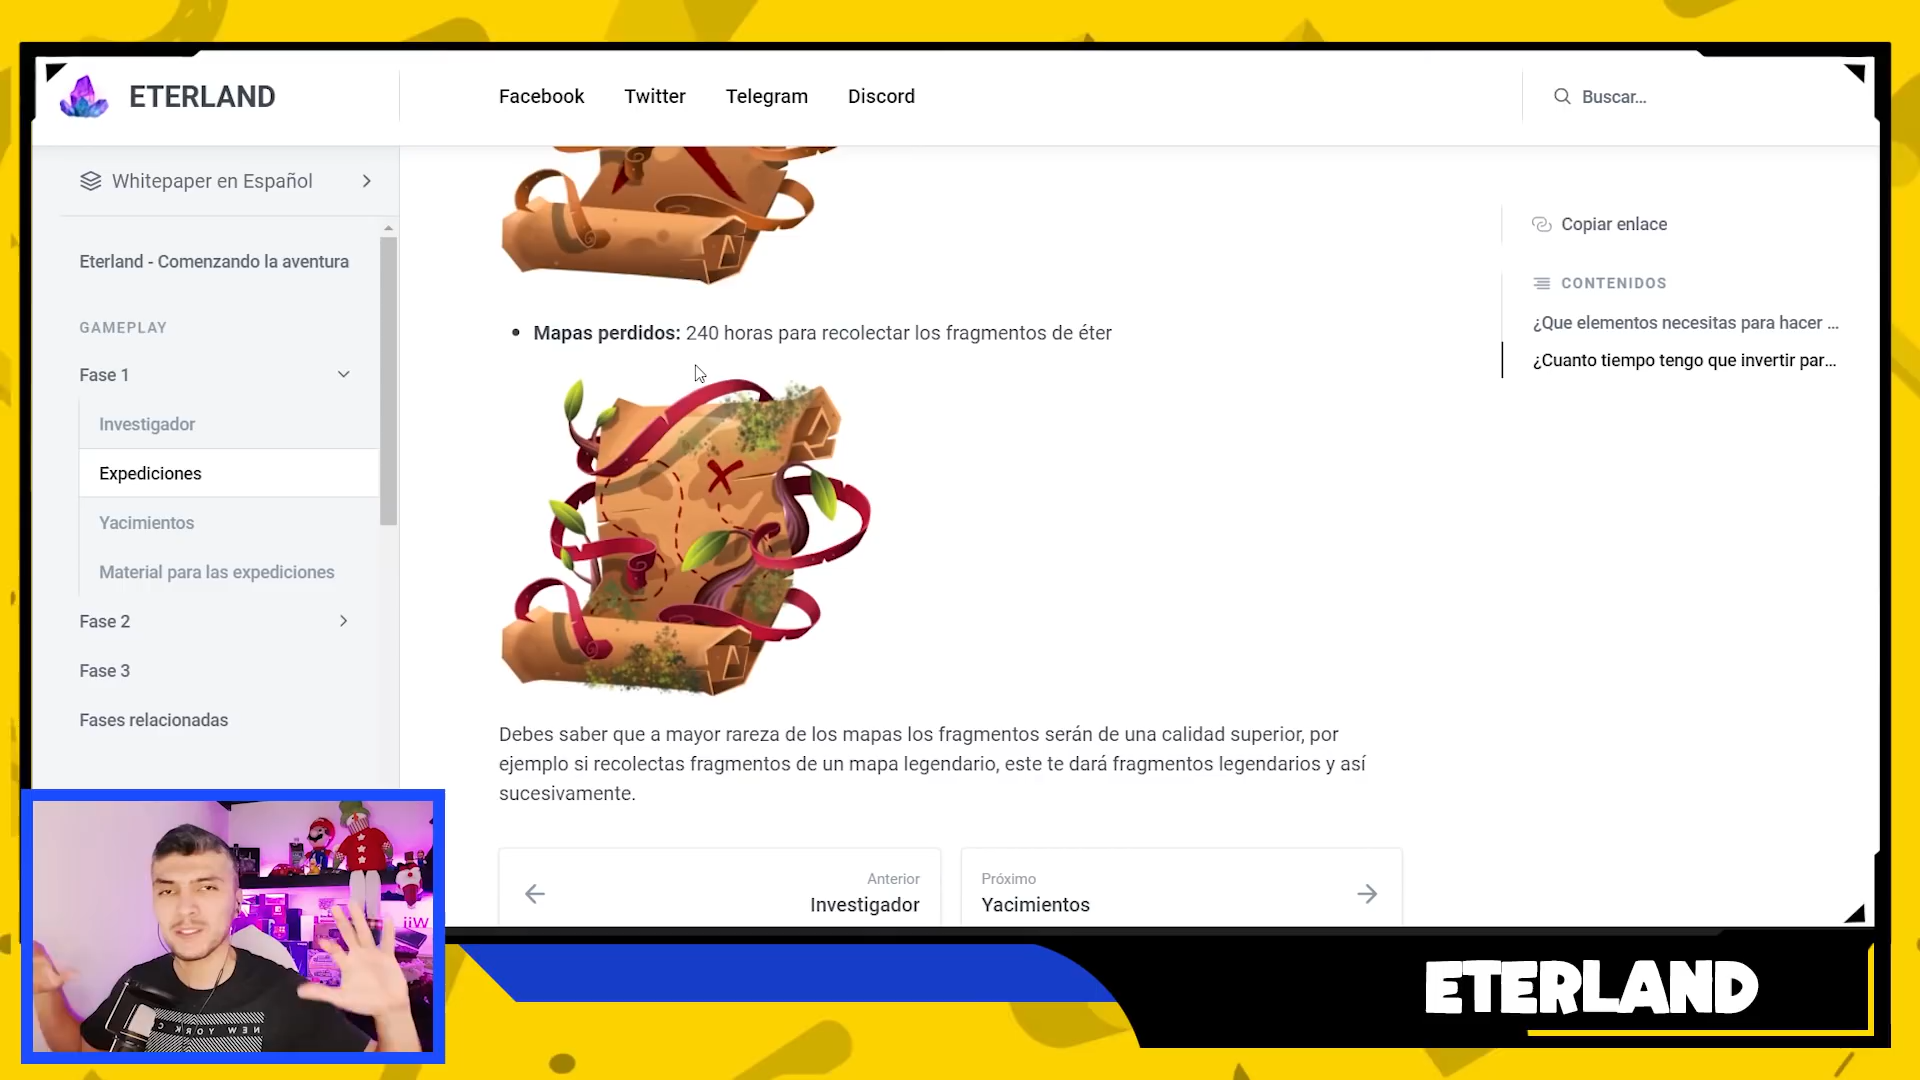 ETERLAND
Facebook
Twitter
Telegram
Discord
Buscar...
Whitepaper en Español
Eterland - Comenzando la aventura
GAMEPLAY
Fase 1
Investigador
Expediciones
Yacimientos
Material para las expediciones
Fase 2
Fase 3
Fases relacionadas
Mapas perdidos: 240 horas para recolectar los fragmentos de éter
Debes saber que a mayor rareza de los mapas los fragmentos serán de una calidad superior, por
ejemplo si recolectas fragmentos de un mapa legendario, este te dará fragmentos legendarios y así
sucesivamente.
Anterior
Investigador
Próximo
Yacimientos
Copiar enlace
CONTENIDOS
¿Que elementos necesitas para hacer ...
¿Cuanto tiempo tengo que invertir par...
Wii
NEW YORK C
ETERLAND